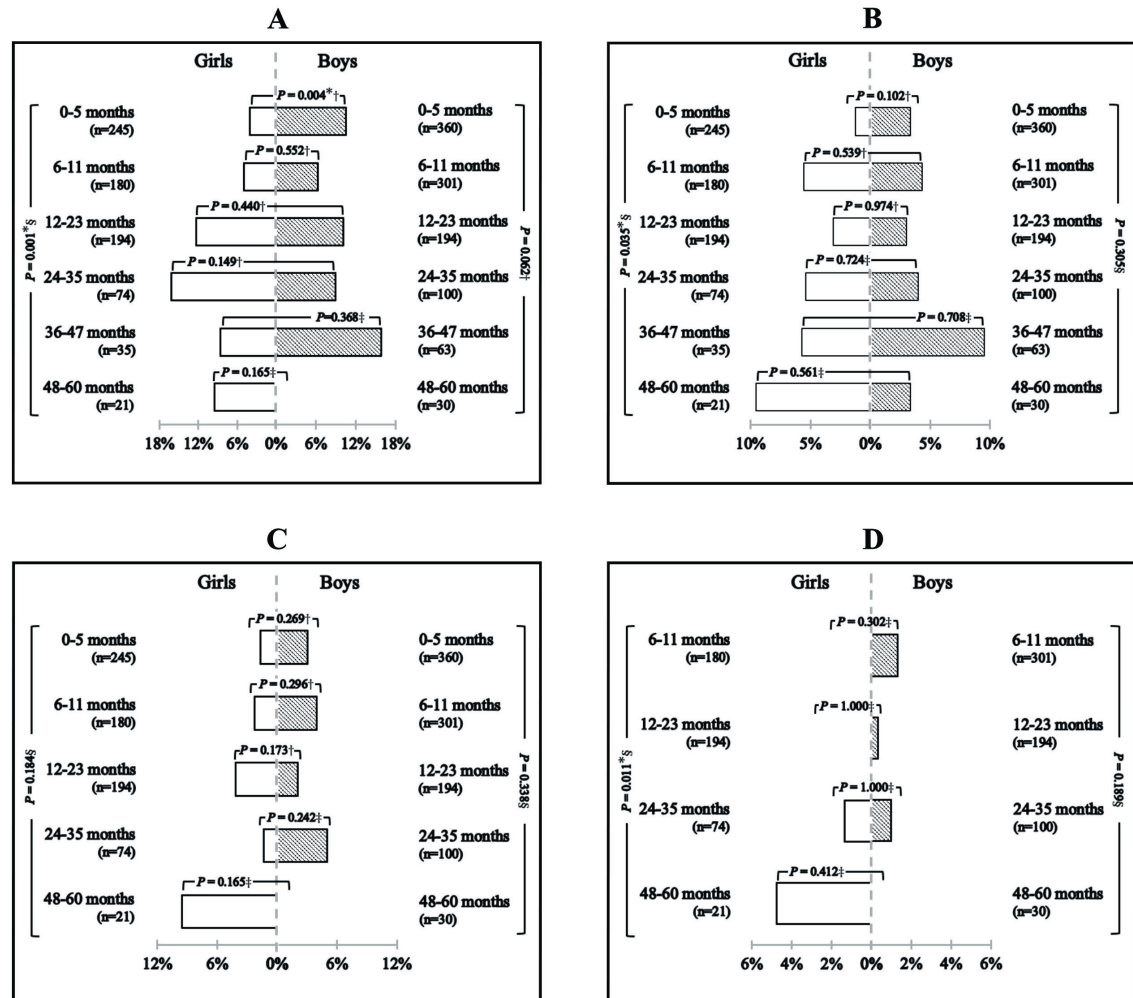 A
Girls Boys
P = 0.004*†
0-5 months
(n=245)
0-5 months
(n=360)
P = 0.552†
6-11 months
(n=180)
6-11 months
(n=301)
P = 0.440†
12-23 months
(n=194)
12-23 months
(n=194)
P = 0.149†
24-35 months
(n=74)
24-35 months
(n=100)
P=0.368‡
36-47 months
(n=35)
36-47 months
(n=63)
P = 0.165‡
48-60 months
(n=21)
48-60 months
(n=30)
P = 0.001*§
P = 0.062†
18% 12% 6% 0% 6% 12% 18%
B
Girls Boys
P = 0.102†
0-5 months
(n=245)
0-5 months
(n=360)
P = 0.539†
6-11 months
(n=180)
6-11 months
(n=301)
P = 0.974†
12-23 months
(n=194)
12-23 months
(n=194)
P = 0.724‡
24-35 months
(n=74)
24-35 months
(n=100)
P = 0.708‡
36-47 months
(n=35)
36-47 months
(n=63)
P = 0.561‡
48-60 months
(n=21)
48-60 months
(n=30)
P = 0.035*§
P = 0.305§
10% 5% 0% 5% 10%
C
Girls Boys
P = 0.269†
0-5 months
(n=245)
0-5 months
(n=360)
P = 0.296†
6-11 months
(n=180)
6-11 months
(n=301)
P = 0.173†
12-23 months
(n=194)
12-23 months
(n=194)
P = 0.242‡
24-35 months
(n=74)
24-35 months
(n=100)
P = 0.165‡
48-60 months
(n=21)
48-60 months
(n=30)
P = 0.184§
P = 0.338§
12% 6% 0% 6% 12%
D
Girls Boys
P = 0.302‡
6-11 months
(n=180)
6-11 months
(n=301)
P = 1.000‡
12-23 months
(n=194)
12-23 months
(n=194)
P = 1.000‡
24-35 months
(n=74)
24-35 months
(n=100)
P = 0.412‡
48-60 months
(n=21)
48-60 months
(n=30)
P = 0.011*§
P = 0.189§
6% 4% 2% 0% 2% 4% 6%